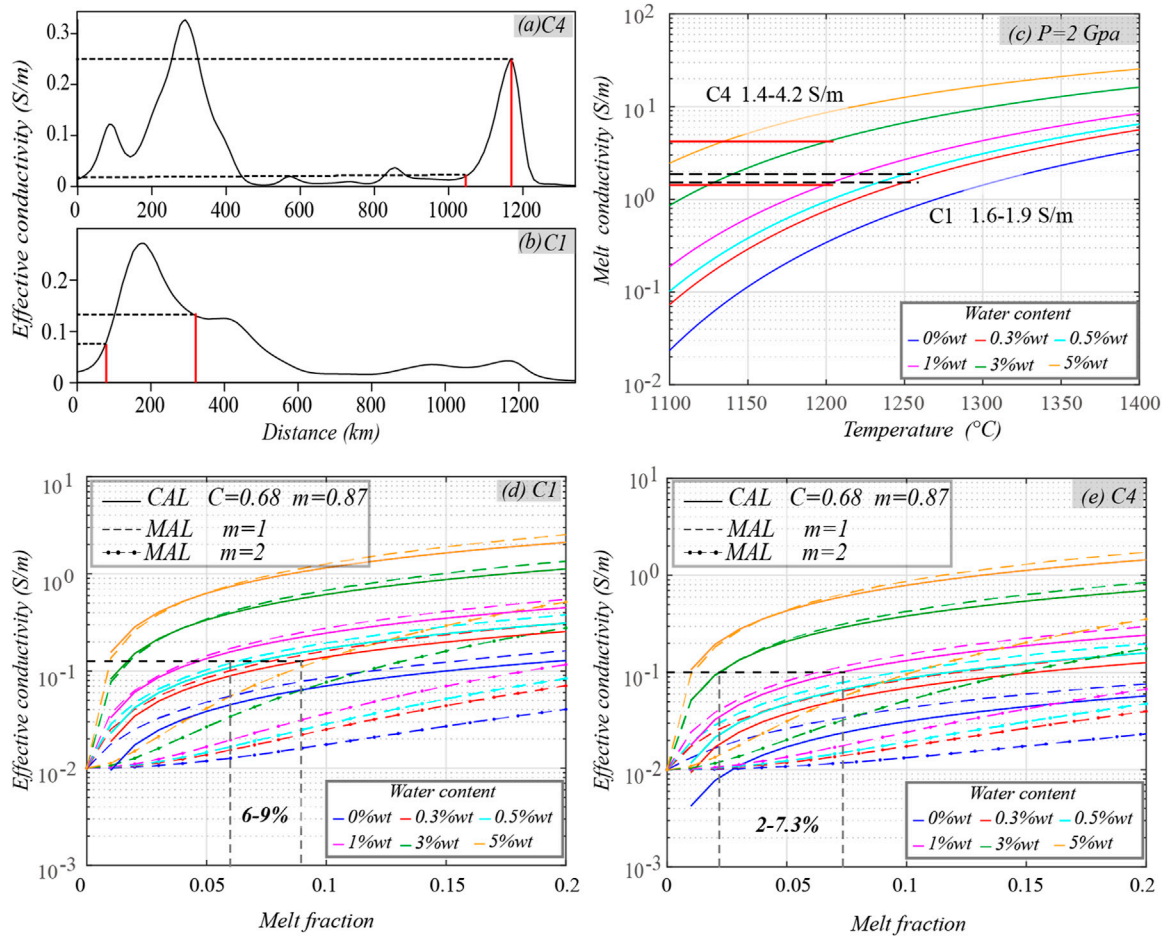 (a)C4
0.3
0.2
0.1
0
0 200 400 600 800 1000 1200
(b)C1
0.2
0.1
0
0 200 400 600 800 1000 1200
Distance (km)
Effective conductivity (S/m)
(c) P=2 Gpa
C4 1.4-4.2 S/m
C1 1.6-1.9 S/m
Melt conductivity (S/m)
10^2
10^1
10^0
10^-1
10^-2
1100 1150 1200 1250 1300 1350 1400
Temperature (°C)
Water content
0%wt 0.3%wt 0.5%wt
1%wt 3%wt 5%wt
(d) C1
CAL C=0.68 m=0.87
MAL m=1
MAL m=2
Effective conductivity (S/m)
10^1
10^0
10^-1
10^-2
10^-3
6-9%
Water content
0%wt 0.3%wt 0.5%wt
1%wt 3%wt 5%wt
0 0.05 0.1 0.15 0.2
Melt fraction
(e) C4
CAL C=0.68 m=0.87
MAL m=1
MAL m=2
Effective conductivity (S/m)
10^1
10^0
10^-1
10^-2
10^-3
2-7.3%
Water content
0%wt 0.3%wt 0.5%wt
1%wt 3%wt 5%wt
0 0.05 0.1 0.15 0.2
Melt fraction